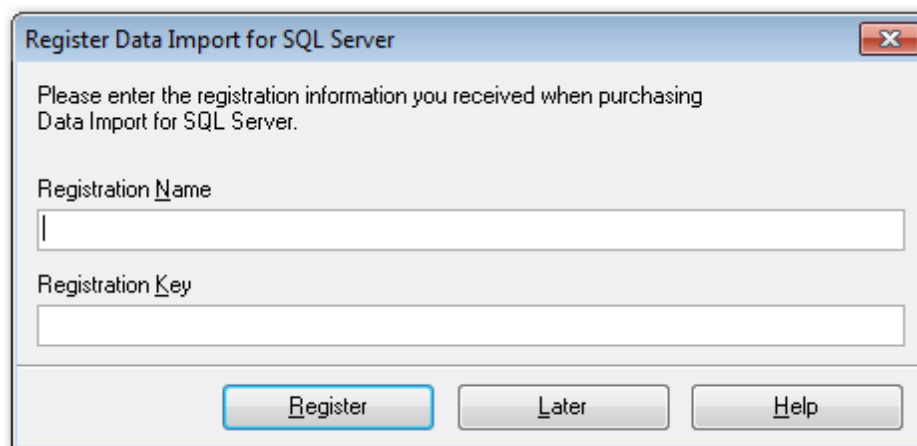 Register Data Import for SQL Server
Please enter the registration information you received when purchasing
Data Import for SQL Server.
Registration Name
Registration Key
Register
Later
Help